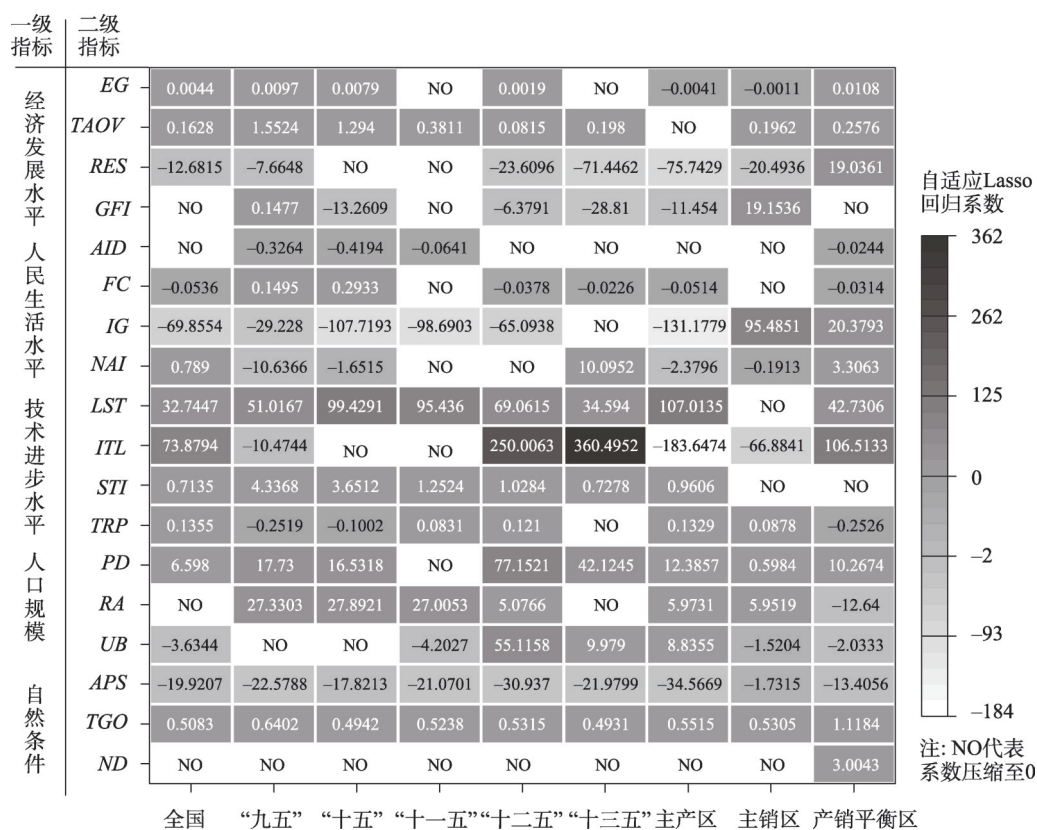 一级 二级
指标 指标
经济发展水平
人民生活水平
技术进步水平
人口规模
自然条件
EG 0.0044 0.0097 0.0079 NO 0.0019 NO −0.0041 −0.0011 0.0108
TAOV 0.1628 1.5524 1.294 0.3811 0.0815 0.198 NO 0.1962 0.2576
RES −12.6815 −7.6648 NO NO −23.6096 −71.4462 −75.7429 −20.4936 19.0361
GFI NO 0.1477 −13.2609 NO −6.3791 −28.81 −11.454 19.1536 NO
AID NO −0.3264 −0.4194 −0.0641 NO NO NO NO −0.0244
FC −0.0536 0.1495 0.2933 NO −0.0378 −0.0226 −0.0514 NO −0.0314
IG −69.8554 −29.228 −107.7193 −98.6903 −65.0938 NO −131.1779 95.4851 20.3793
NAI 0.789 −10.6366 −1.6515 NO NO 10.0952 −2.3796 −0.1913 3.3063
LST 32.7447 51.0167 99.4291 95.436 69.0615 34.594 107.0135 NO 42.7306
ITL 73.8794 −10.4744 NO NO 250.0063 360.4952 −183.6474 −66.8841 106.5133
STI 0.7135 4.3368 3.6512 1.2524 1.0284 0.7278 0.9606 NO NO
TRP 0.1355 −0.2519 −0.1002 0.0831 0.121 NO 0.1329 0.0878 −0.2526
PD 6.598 17.73 16.5318 NO 77.1521 42.1245 12.3857 0.5984 10.2674
RA NO 27.3303 27.8921 27.0053 5.0766 NO 5.9731 5.9519 −12.64
UB −3.6344 NO NO −4.2027 55.1158 9.979 8.8355 −1.5204 −2.0333
APS −19.9207 −22.5788 −17.8213 −21.0701 −30.937 −21.9799 −34.5669 −1.7315 −13.4056
TGO 0.5083 0.6402 0.4942 0.5238 0.5315 0.4931 0.5515 0.5305 1.1184
ND NO NO NO NO NO NO NO NO 3.0043
全国 “九五” “十五” “十一五” “十二五” “十三五” 主产区 主销区 产销平衡区
自适应Lasso
回归系数
362
262
125
0
−2
−93
−184
注: NO代表
系数压缩至0